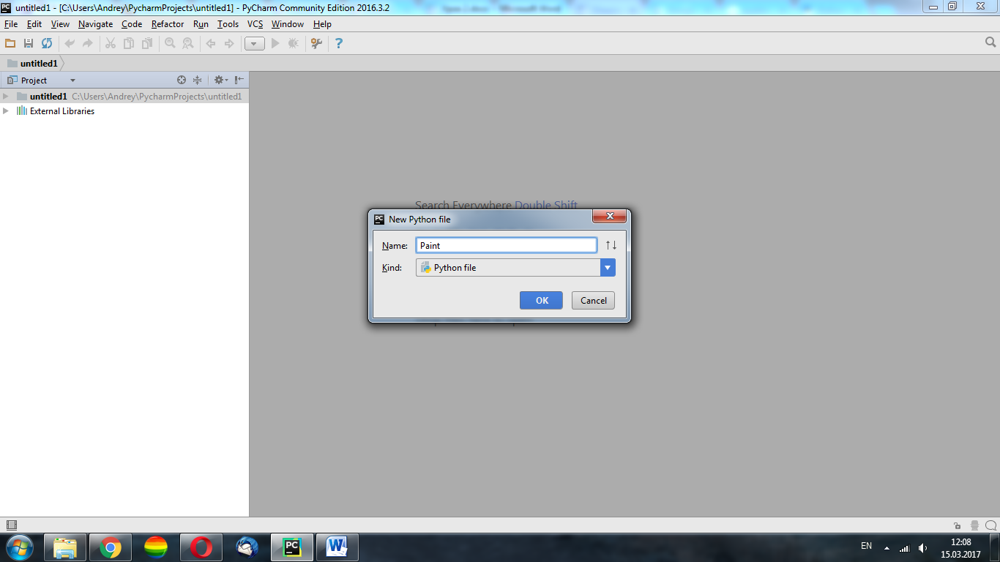 untitled1 - [C:\Users\Andrey\PycharmProjects\untitled1] - PyCharm Community Edition 2016.3.2
File Edit View Navigate Code Refactor Run Tools VCS Window Help
untitled1
Project
untitled1 C:\Users\Andrey\PycharmProjects\untitled1
External Libraries
Search Everywhere Double Shift
PC New Python file
Name: Paint
Kind: Python file
OK Cancel
EN 12:08
15.03.2017